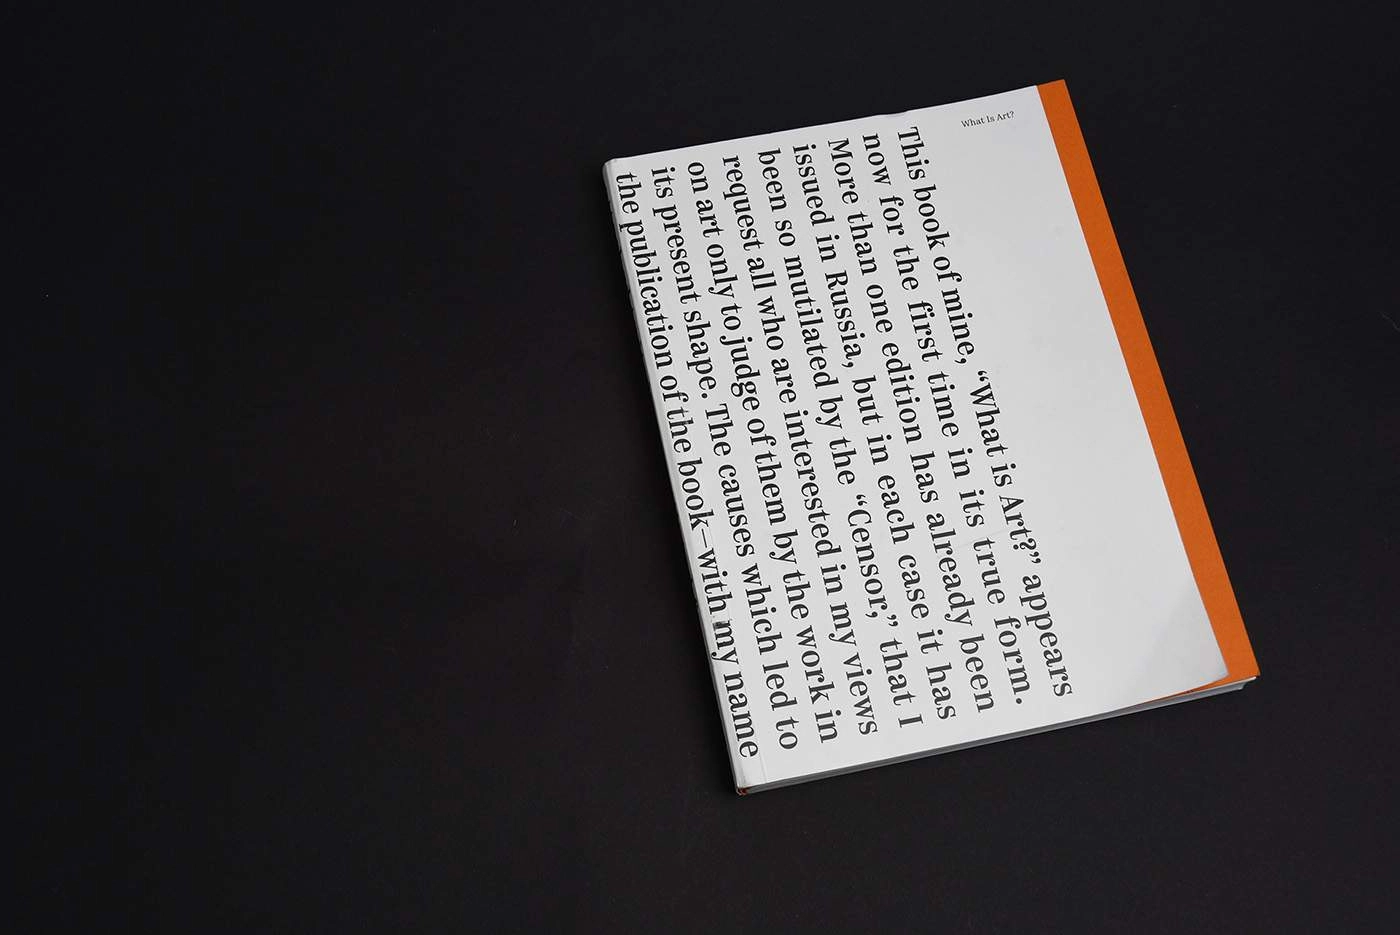 What Is Art?
This book of mine, “What is Art?” appears
now for the first time in its true form.
More than one edition has already been
issued in Russia, but in each case it has
been so mutilated by the “Censor,” that I
request all who are interested in my views
on art only to judge of them by the work in
its present shape. The causes which led to
the publication of the book–with my name